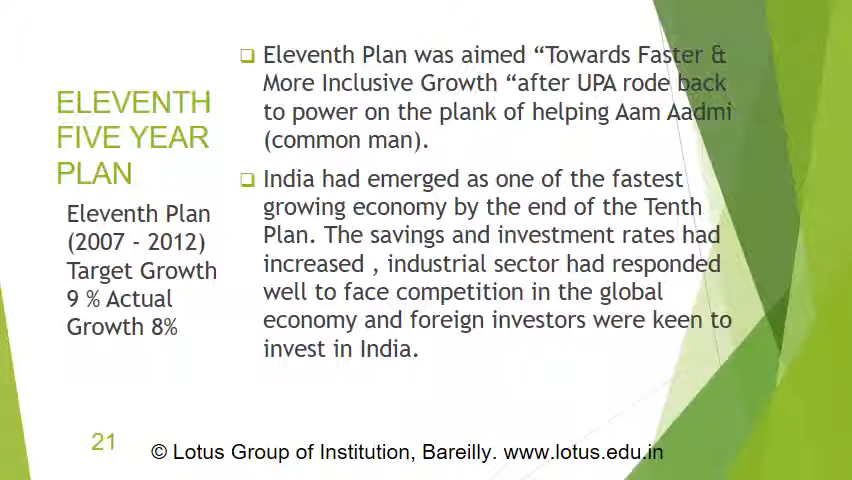 ELEVENTH
FIVE YEAR
PLAN
Eleventh Plan
(2007 - 2012)
Target Growth
9 % Actual
Growth 8%
❑ Eleventh Plan was aimed “Towards Faster &
More Inclusive Growth “after UPA rode back
to power on the plank of helping Aam Aadmi
(common man).
❑ India had emerged as one of the fastest
growing economy by the end of the Tenth
Plan. The savings and investment rates had
increased , industrial sector had responded
well to face competition in the global
economy and foreign investors were keen to
invest in India.
21
© Lotus Group of Institution, Bareilly. www.lotus.edu.in